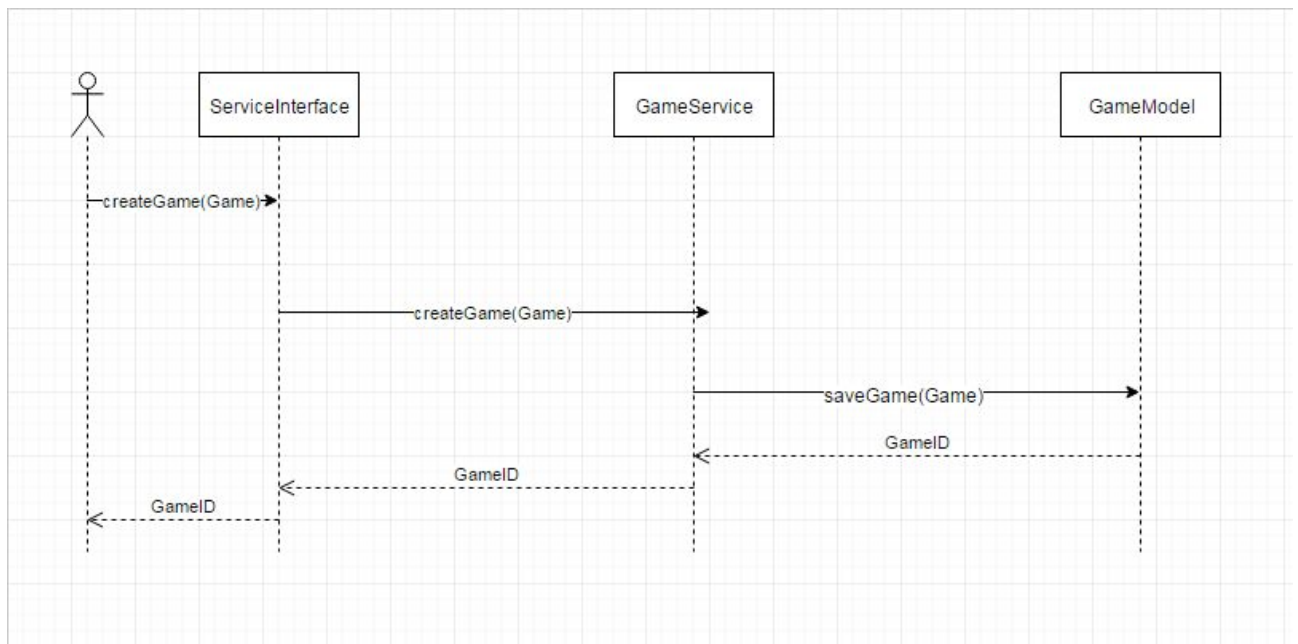 ServiceInterface
GameService
GameModel
createGame(Game)
createGame(Game)
saveGame(Game)
GameID
GameID
GameID